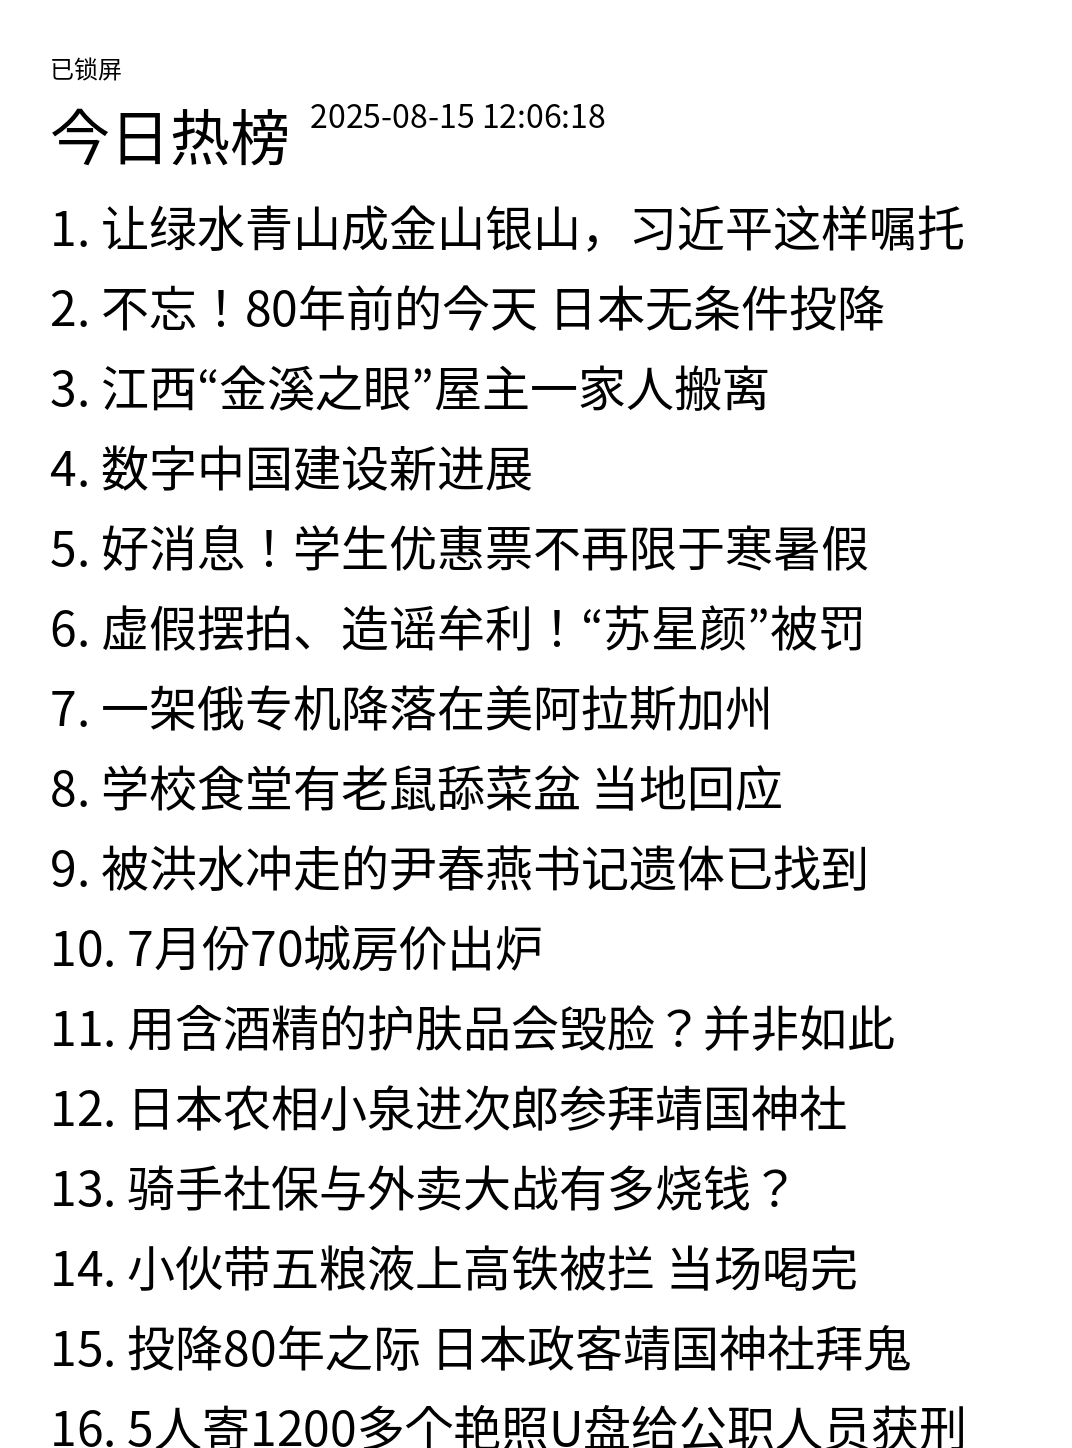 已锁屏
今日热榜 2025-08-15 12:06:18
1. 让绿水青山成金山银山，习近平这样嘱托
2. 不忘！80年前的今天 日本无条件投降
3. 江西“金溪之眼”屋主一家人搬离
4. 数字中国建设新进展
5. 好消息！学生优惠票不再限于寒暑假
6. 虚假摆拍、造谣牟利！“苏星颜”被罚
7. 一架俄专机降落在美阿拉斯加州
8. 学校食堂有老鼠舔菜盆 当地回应
9. 被洪水冲走的尹春燕书记遗体已找到
10. 7月份70城房价出炉
11. 用含酒精的护肤品会毁脸？并非如此
12. 日本农相小泉进次郎参拜靖国神社
13. 骑手社保与外卖大战有多烧钱？
14. 小伙带五粮液上高铁被拦 当场喝完
15. 投降80年之际 日本政客靖国神社拜鬼
16. 5人寄1200多个艳照U盘给公职人员获刑